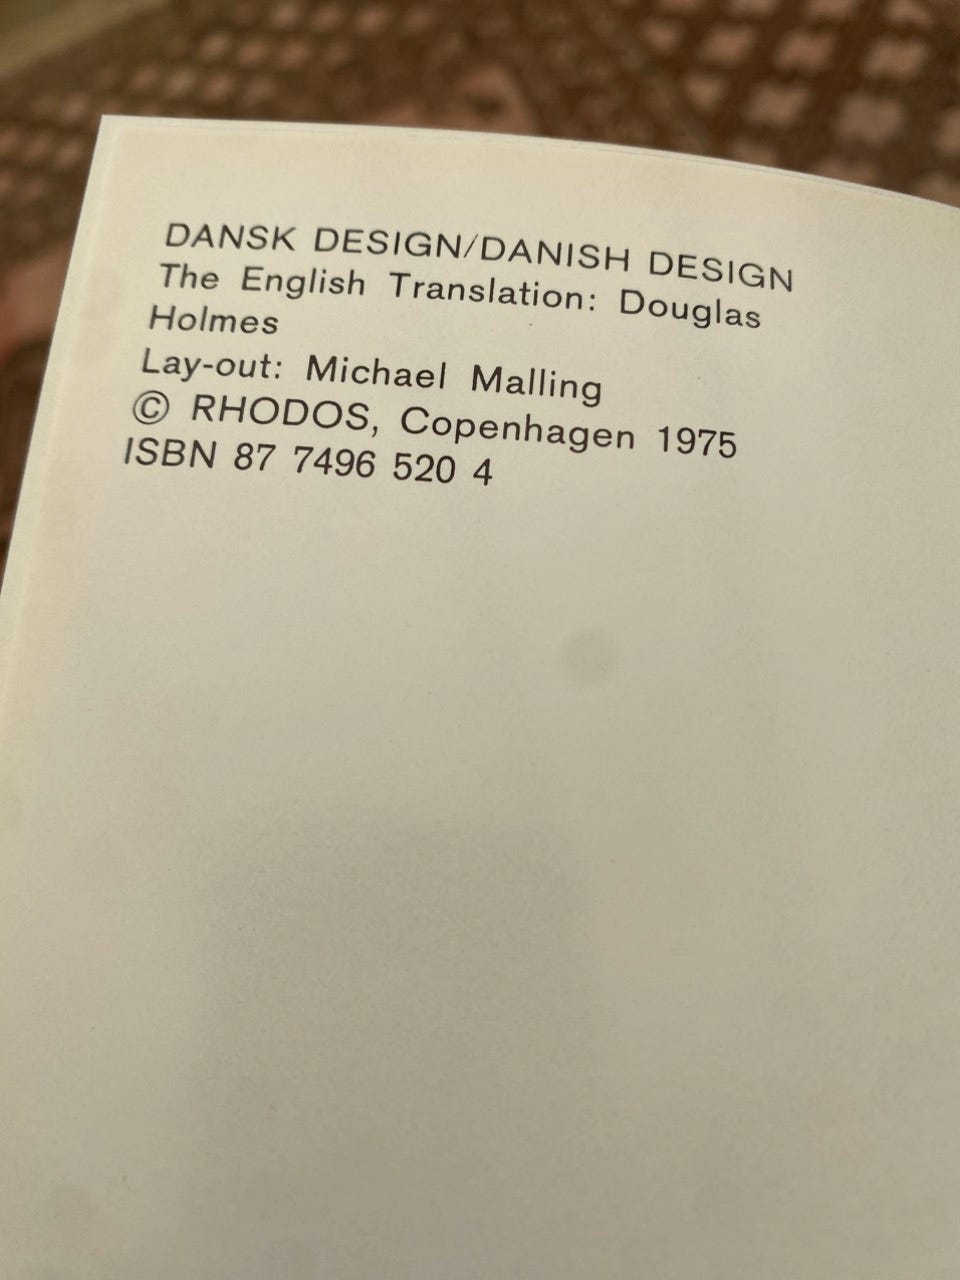 DANSK DESIGN/DANISH DESIGN
The English Translation: Douglas
Holmes
Lay-out: Michael Malling
© RHODOS, Copenhagen 1975
ISBN 87 7496 520 4